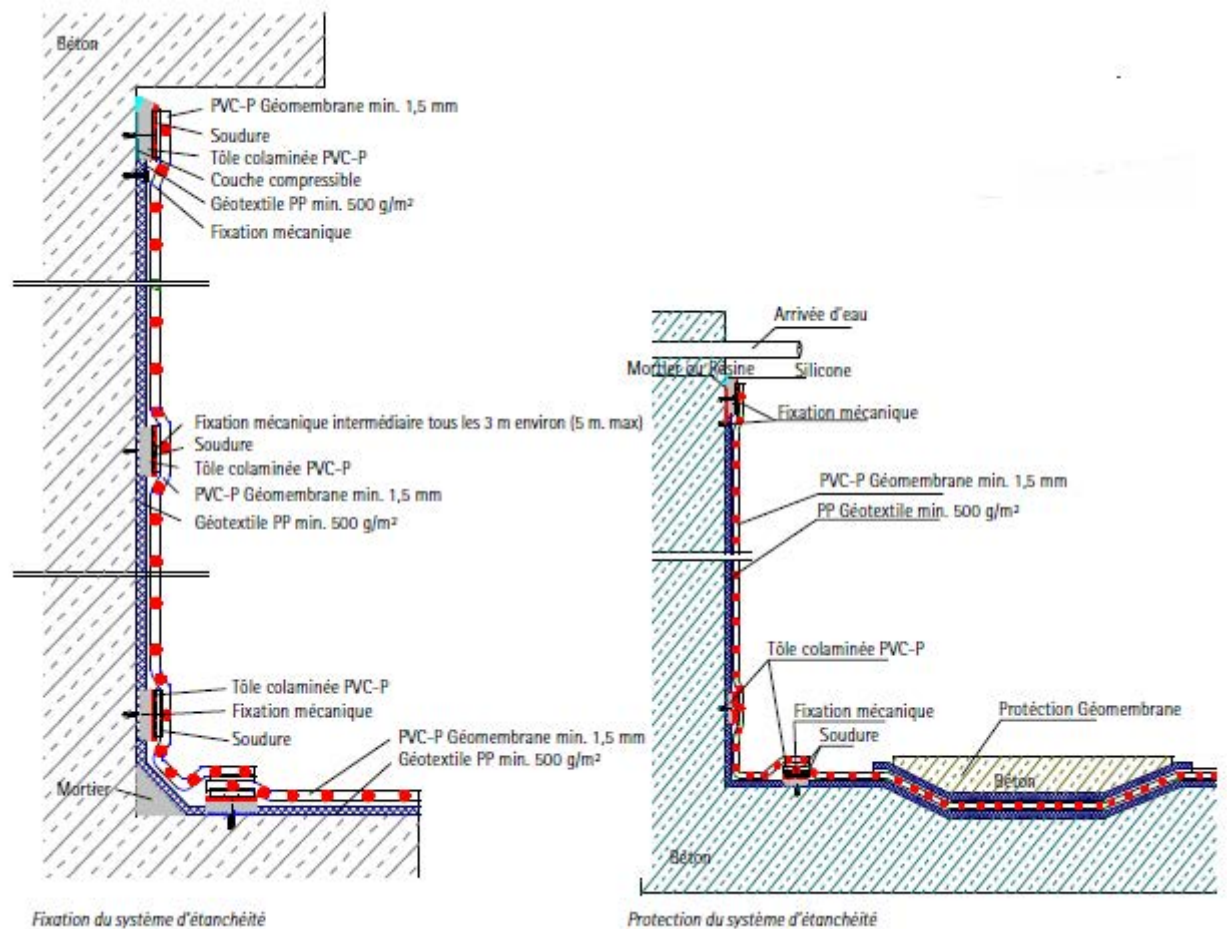 Béton
PVC-P Géomembrane min. 1,5 mm
Soudure
Tôle colaminée PVC-P
Couche compressible
Géotextile PP min. 500 g/m²
Fixation mécanique
Fixation mécanique intermédiaire tous les 3 m environ (5 m. max)
Soudure
Tôle colaminée PVC-P
PVC-P Géomembrane min. 1,5 mm
Géotextile PP min. 500 g/m²
Tôle colaminée PVC-P
Fixation mécanique
Soudure
PVC-P Géomembrane min. 1,5 mm
Géotextile PP min. 500 g/m²
Mortier
Fixation du système d'étanchéité
Arrivée d'eau
Mortier ou Résine
Silicone
Fixation mécanique
PVC-P Géomembrane min. 1,5 mm
PP Géotextile min. 500 g/m²
Tôle colaminée PVC-P
Fixation mécanique
Soudure
Protéction Géomembrane
Béton
Béton
Protection du système d'étanchéité